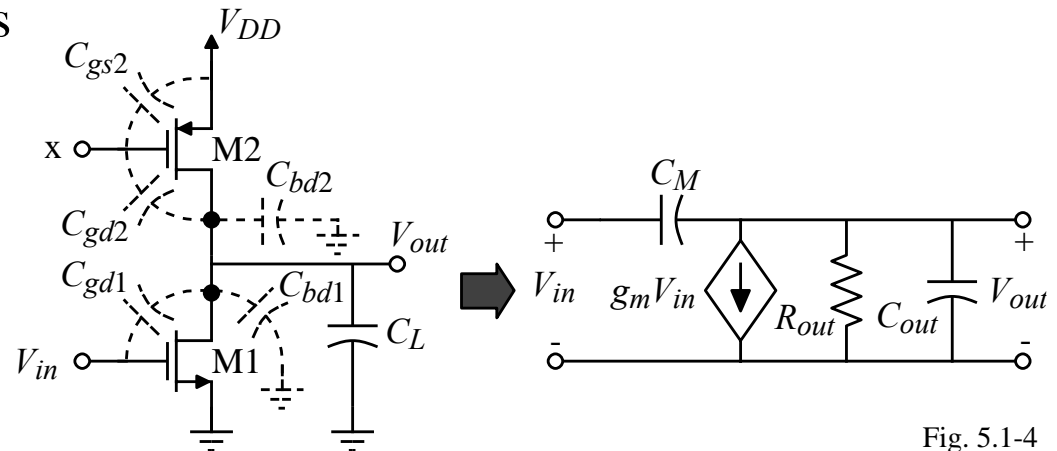 s
V_DD
C_gs2
x
M2
C_bd2
C_gd2
V_out
C_gd1
C_bd1
C_L
V_in
M1
C_M
+
+
V_in
g_mV_in
R_out
C_out
V_out
-
-
Fig. 5.1-4